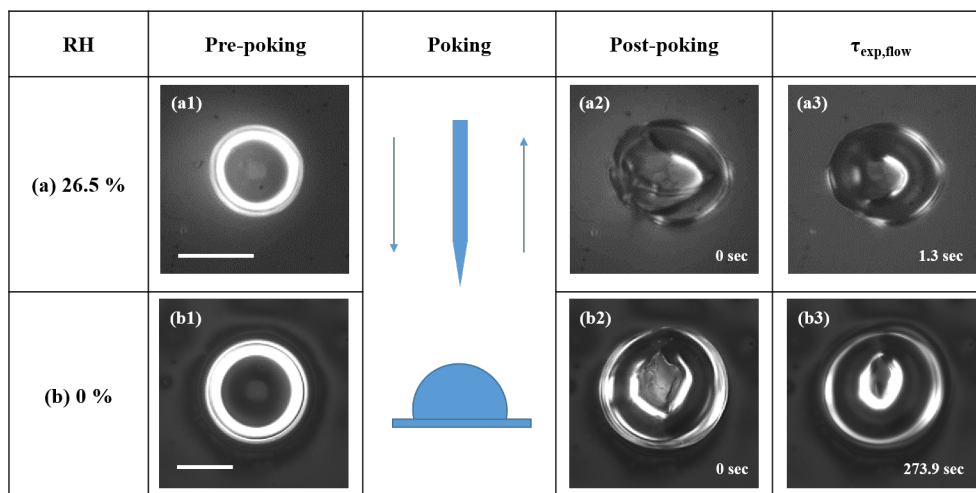 RH Pre-poking Poking Post-poking τexp,flow
(a) 26.5 % (a1) (a2) (a3)
0 sec 1.3 sec
(b) 0 % (b1) (b2) (b3)
0 sec 273.9 sec